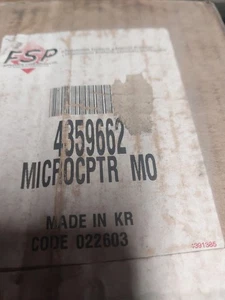 FSP
4359662
MICROCPTR MO
MADE IN KR
CODE 022603